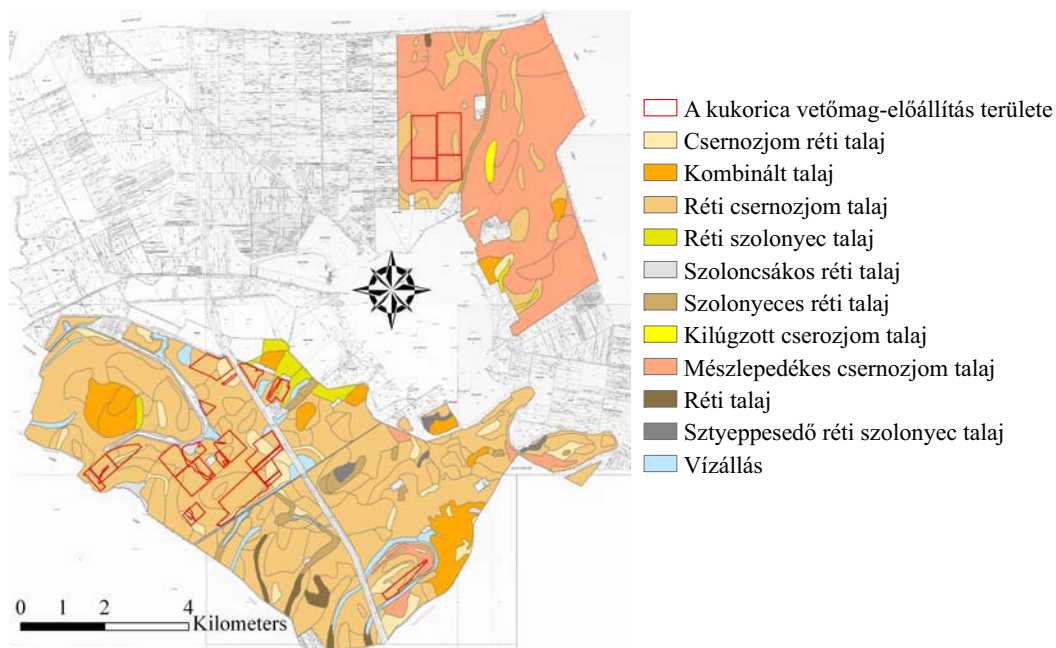 A kukorica vetőmag-előállítás területe
Csernozjom réti talaj
Kombinált talaj
Réti csernozjom talaj
Réti szolonyec talaj
Szoloncsákos réti talaj
Szolonyeces réti talaj
Kilúgzott cserozjom talaj
Mészlepedékes csernozjom talaj
Réti talaj
Sztyeppesedő réti szolonyec talaj
Vízállás
0 1 2 4
Kilometers